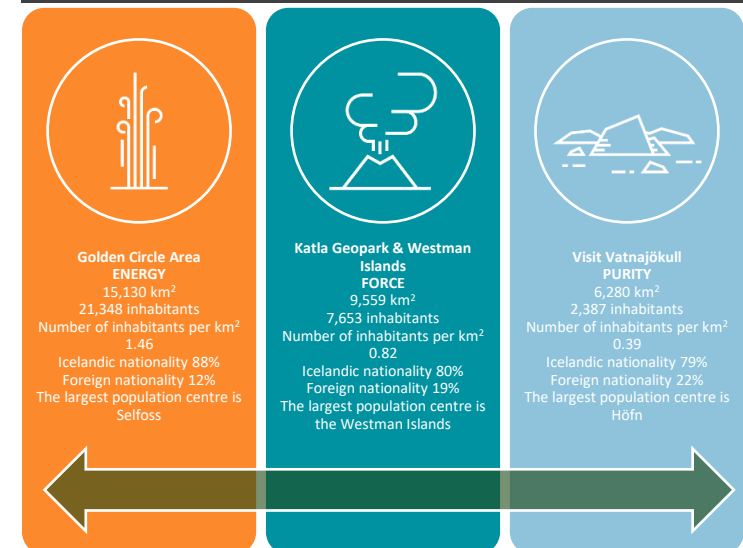 Golden Circle Area
ENERGY
15,130 km²
21,348 inhabitants
Number of inhabitants per km²
1.46
Icelandic nationality 88%
Foreign nationality 12%
The largest population centre is
Selfoss
Katla Geopark & Westman
Islands
FORCE
9,559 km²
7,653 inhabitants
Number of inhabitants per km²
0.82
Icelandic nationality 80%
Foreign nationality 19%
The largest population centre is
the Westman Islands
Visit Vatnajökull
PURITY
6,280 km²
2,387 inhabitants
Number of inhabitants per km²
0.39
Icelandic nationality 79%
Foreign nationality 22%
The largest population centre is
Höfn